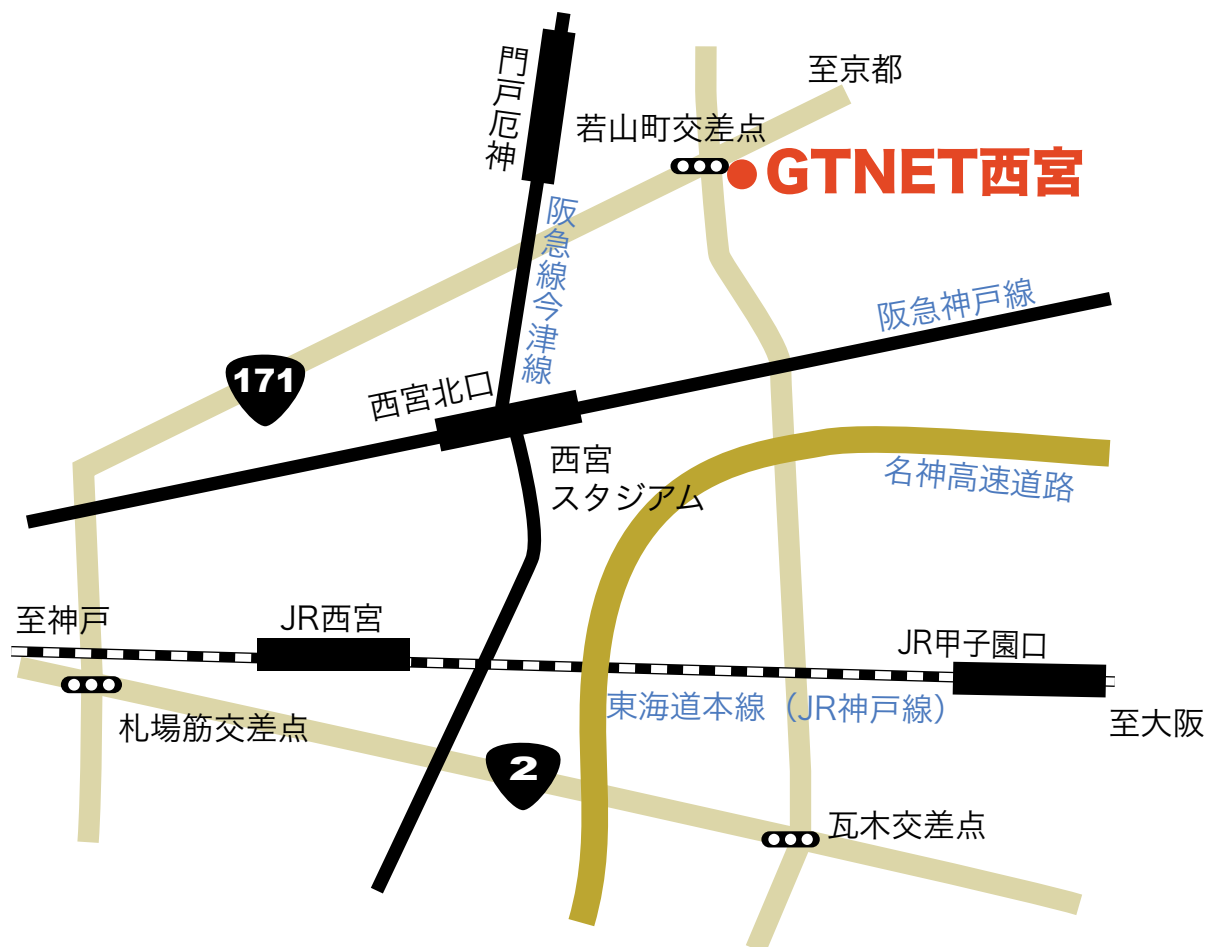 至京都
門戸厄神
若山町交差点
GTNET西宮
阪急線今津線
阪急神戸線
171
西宮北口
西宮
スタジアム
名神高速道路
至神戸
JR西宮
JR甲子園口
東海道本線（JR神戸線）
至大阪
札場筋交差点
2
瓦木交差点